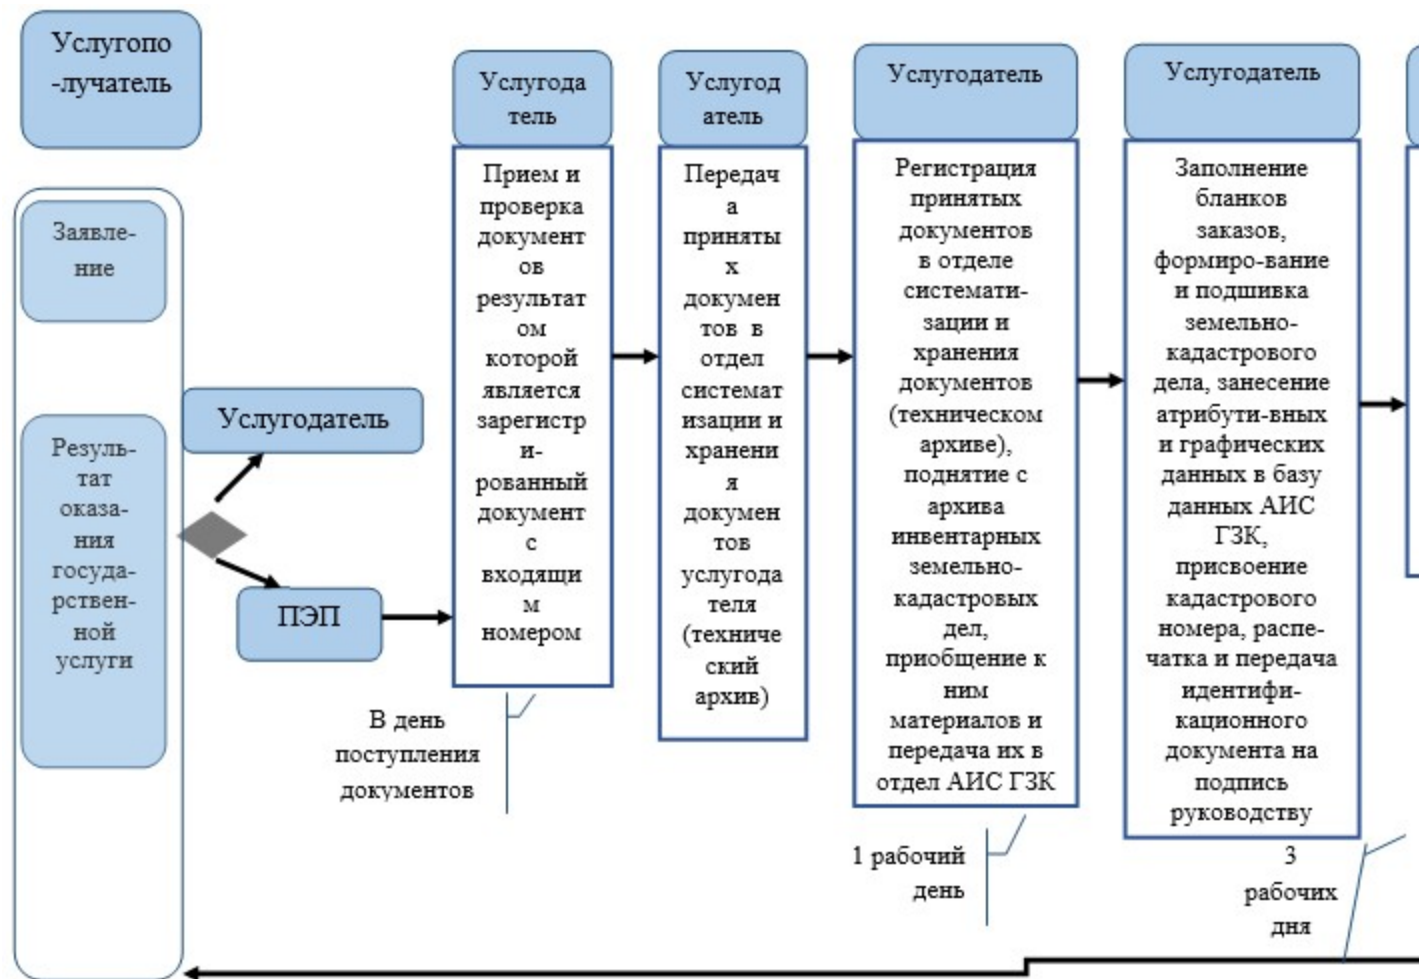 Услугопо
-лучатель
Заявле-
ние
Резуль-
тат
оказа-
ния
госуда-
рствен-
ной
услуги
Услугодатель
ПЭП
Услугода
тель
Прием и
проверка
документ
ов
результат
ом
которой
является
зарегистр
и-
рованный
документ
с
входящи
м
номером
В день
поступления
документов
Услугод
атель
Передач
а
приняты
х
докумен
тов в
отдел
системат
изации и
хранени
я
докумен
тов
услугода
теля
(техниче
ский
архив)
Услугодатель
Регистрация
принятых
документов
в отделе
системати-
зации и
хранения
документов
(техническом
архиве),
поднятие с
архива
инвентарных
земельно-
кадастровых
дел,
приобщение к
ним
материалов и
передача их в
отдел АИС ГЗК
1 рабочий
день
Услугодатель
Заполнение
бланков
заказов,
формиро-вание
и подшивка
земельно-
кадастрового
дела, занесение
атрибути-вных
и графических
данных в базу
данных АИС
ГЗК,
присвоение
кадастрового
номера, распе-
чатка и передача
идентифи-
кационного
документа на
подпись
руководству
3
рабочих
дня